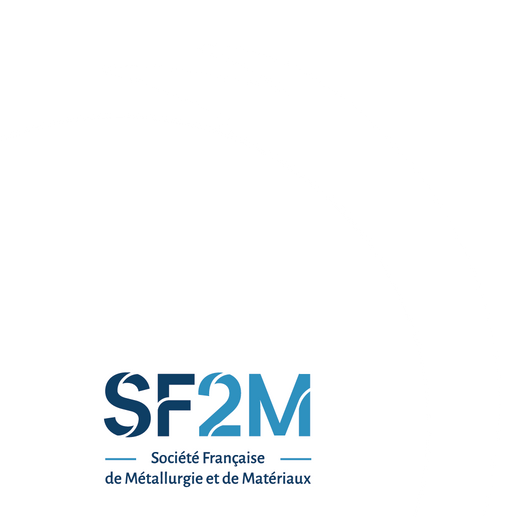 SF2M
Société Française
de Métallurgie et de Matériaux